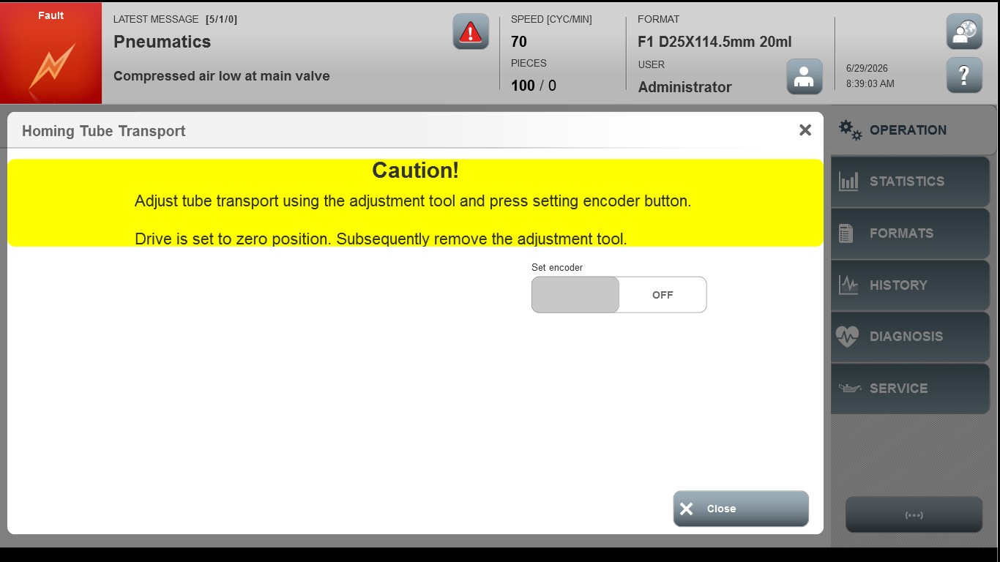 Fault
LATEST MESSAGE [5/1/0]
Pneumatics
Compressed air low at main valve
SPEED [CYC/MIN]
70
PIECES
100 / 0
FORMAT
F1 D25X114.5mm 20ml
USER
Administrator
6/29/2026
8:39:03 AM
?
Homing Tube Transport
Caution!
Adjust tube transport using the adjustment tool and press setting encoder button.
Drive is set to zero position. Subsequently remove the adjustment tool.
Set encoder
OFF
Close
OPERATION
STATISTICS
FORMATS
HISTORY
DIAGNOSIS
SERVICE
(•••)